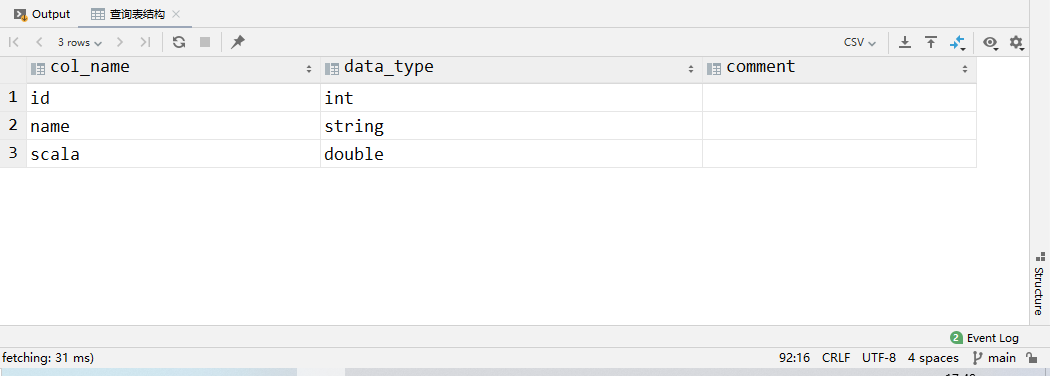 Output
查询表结构
3 rows
CSV
col_name data_type comment
1 id int
2 name string
3 scala double
Structure
2 Event Log
fetching: 31 ms)
92:16 CRLF UTF-8 4 spaces main